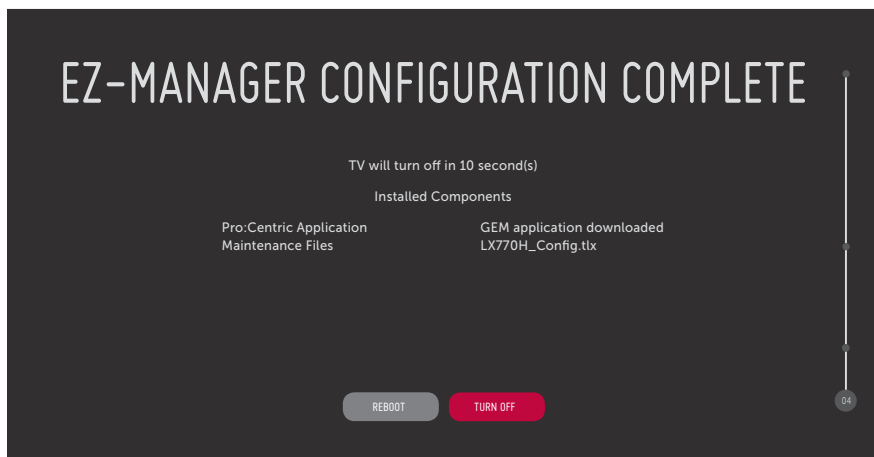 EZ-MANAGER CONFIGURATION COMPLETE
TV will turn off in 10 second(s)
Installed Components
Pro:Centric Application GEM application downloaded
Maintenance Files LX770H_Config.tlx
REBOOT TURN OFF
04